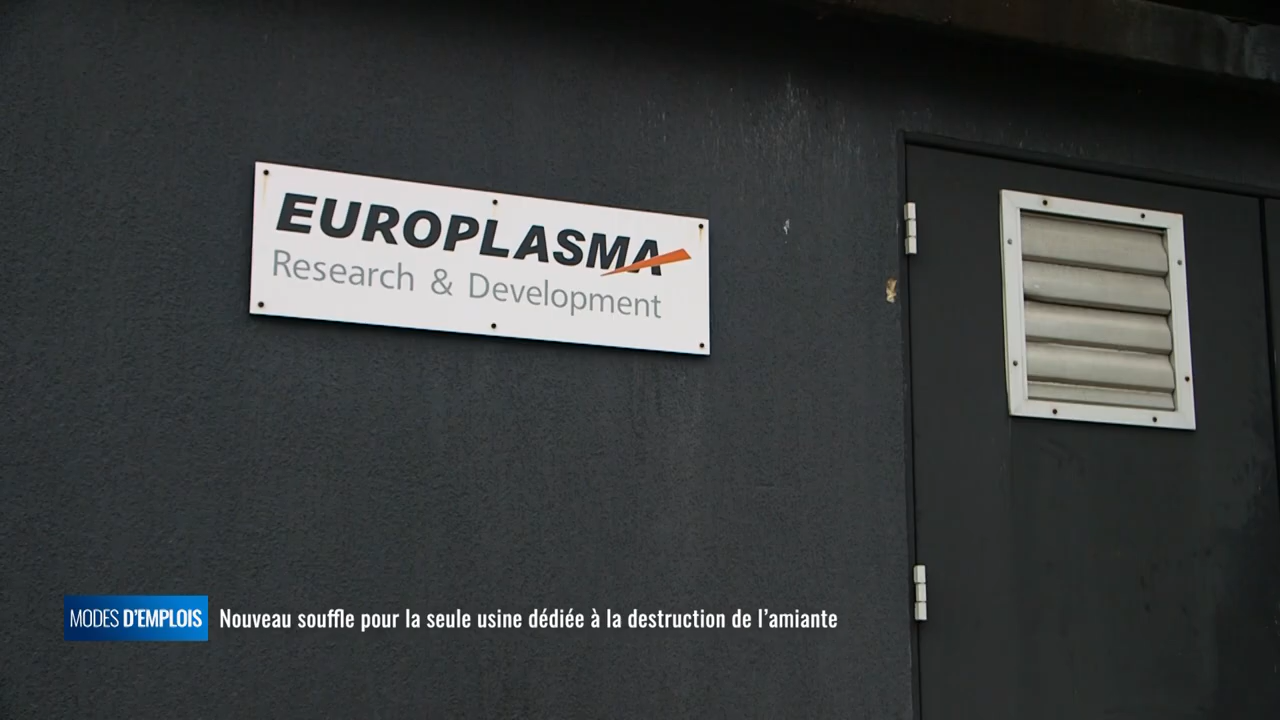 EUROPLASMA
Research & Development
MODES D'EMPLOIS Nouveau souffle pour la seule usine dédiée à la destruction de l'amiante